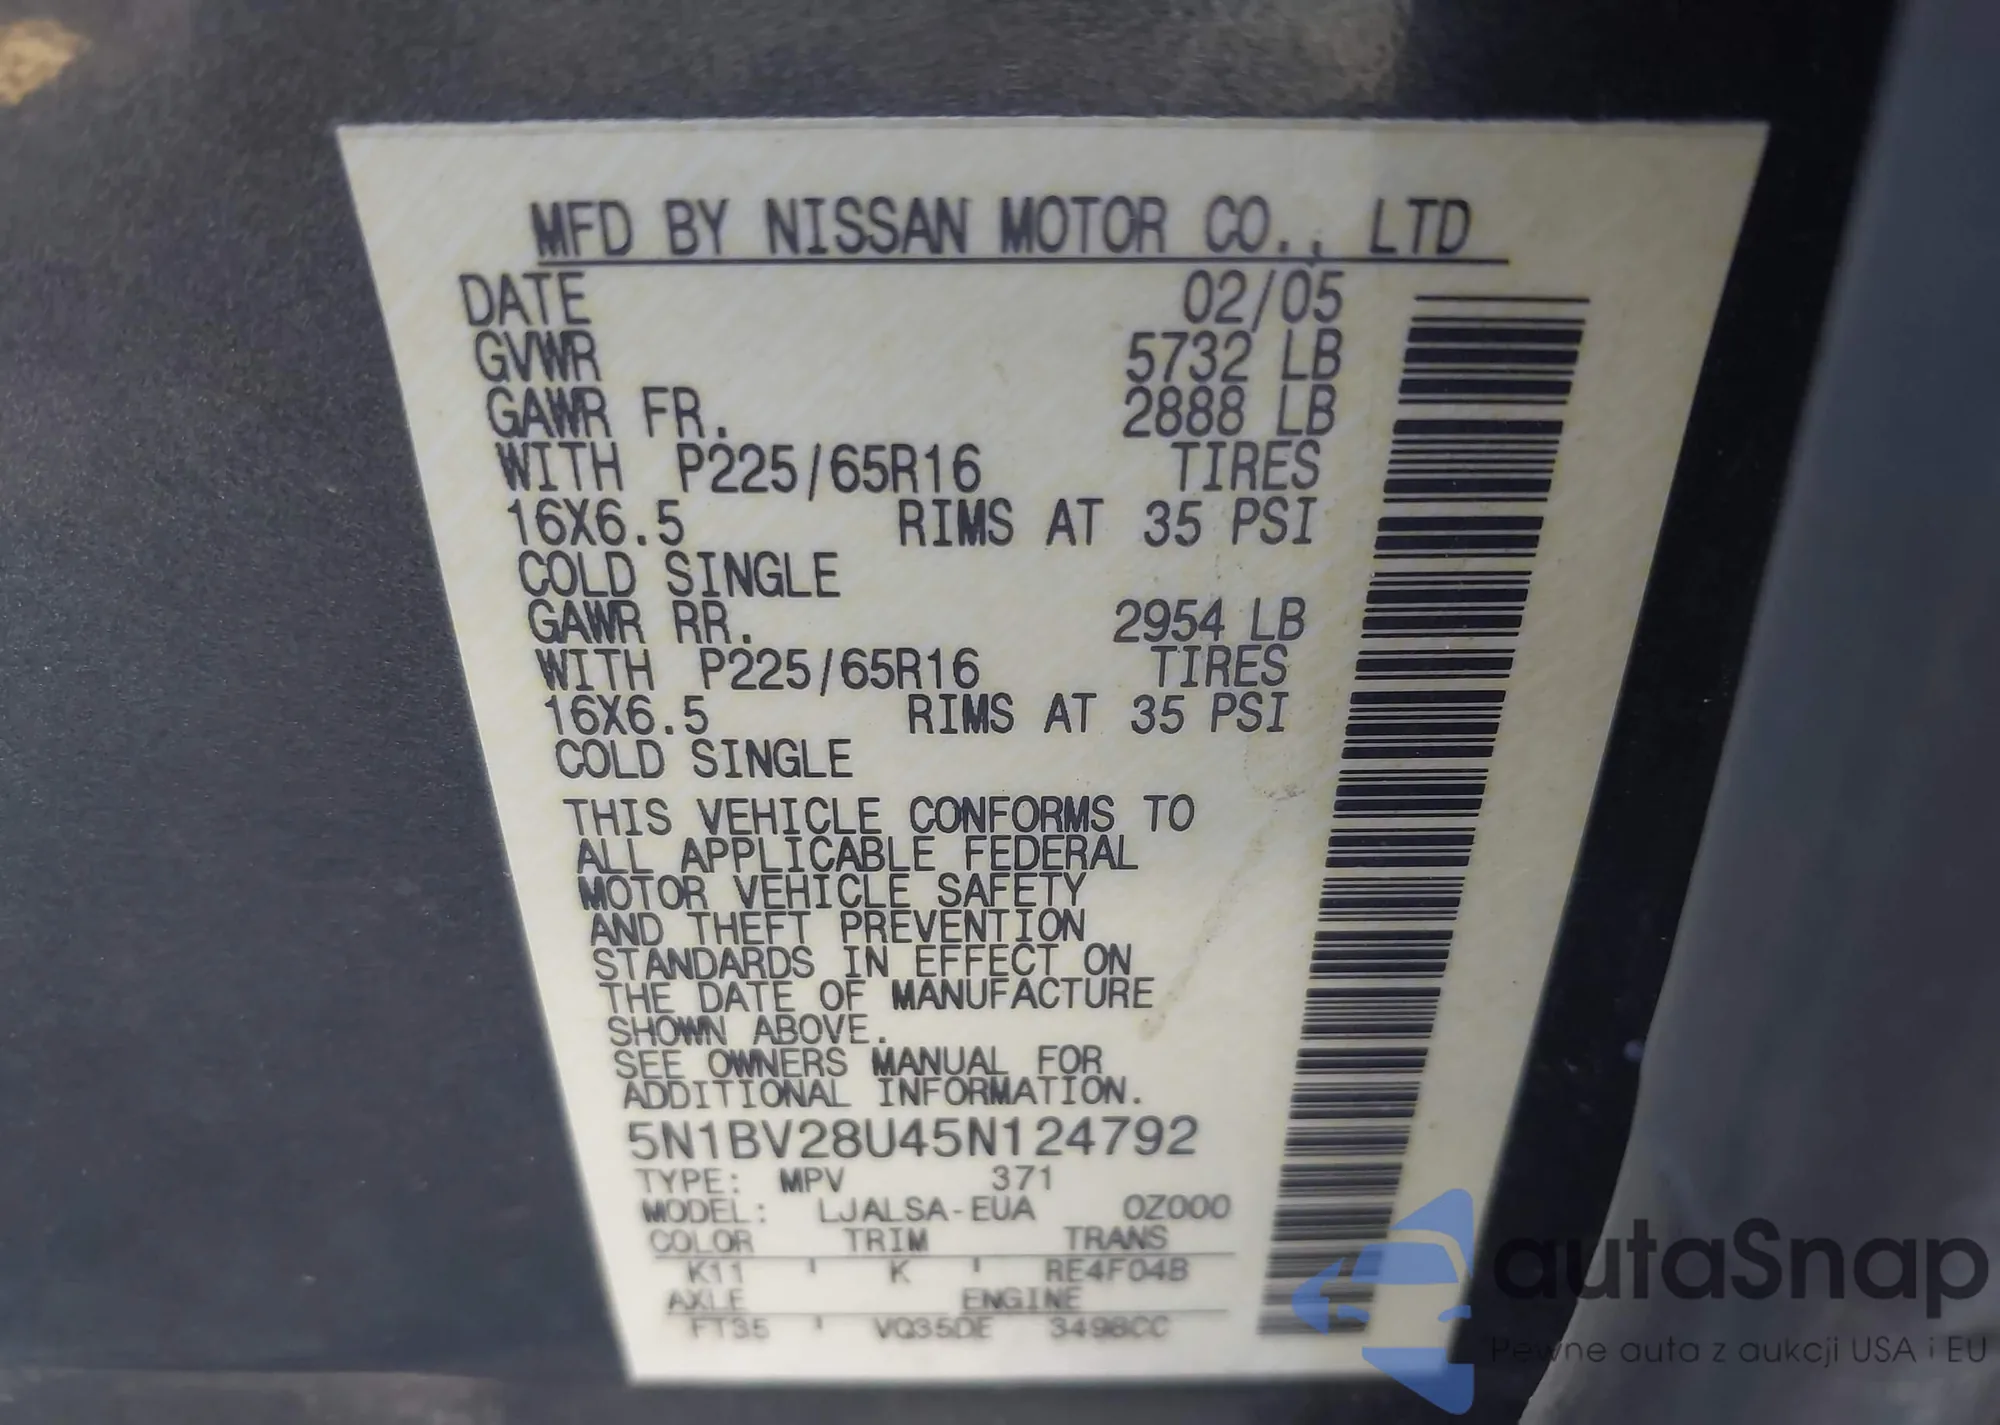 MFD BY NISSAN MOTOR CO., LTD
DATE 02/05
GVWR 5732 LB
GAWR FR. 2888 LB
WITH P225/65R16 TIRES
16X6.5 RIMS AT 35 PSI
COLD SINGLE
GAWR RR. 2954 LB
WITH P225/65R16 TIRES
16X6.5 RIMS AT 35 PSI
COLD SINGLE
THIS VEHICLE CONFORMS TO
ALL APPLICABLE FEDERAL
MOTOR VEHICLE SAFETY
AND THEFT PREVENTION
STANDARDS IN EFFECT ON
THE DATE OF MANUFACTURE
SHOWN ABOVE.
SEE OWNERS MANUAL FOR
ADDITIONAL INFORMATION.
5N1BV28U45N124792
TYPE: MPV 371
MODEL: LJALSA-EUA 0Z000
COLOR TRIM TRANS
K11 ' K ' RE4F04B
AXLE ENGINE
FT35 ' VQ35DE 3498CC
autaSnap
Pewne auta z aukcji USA i EU